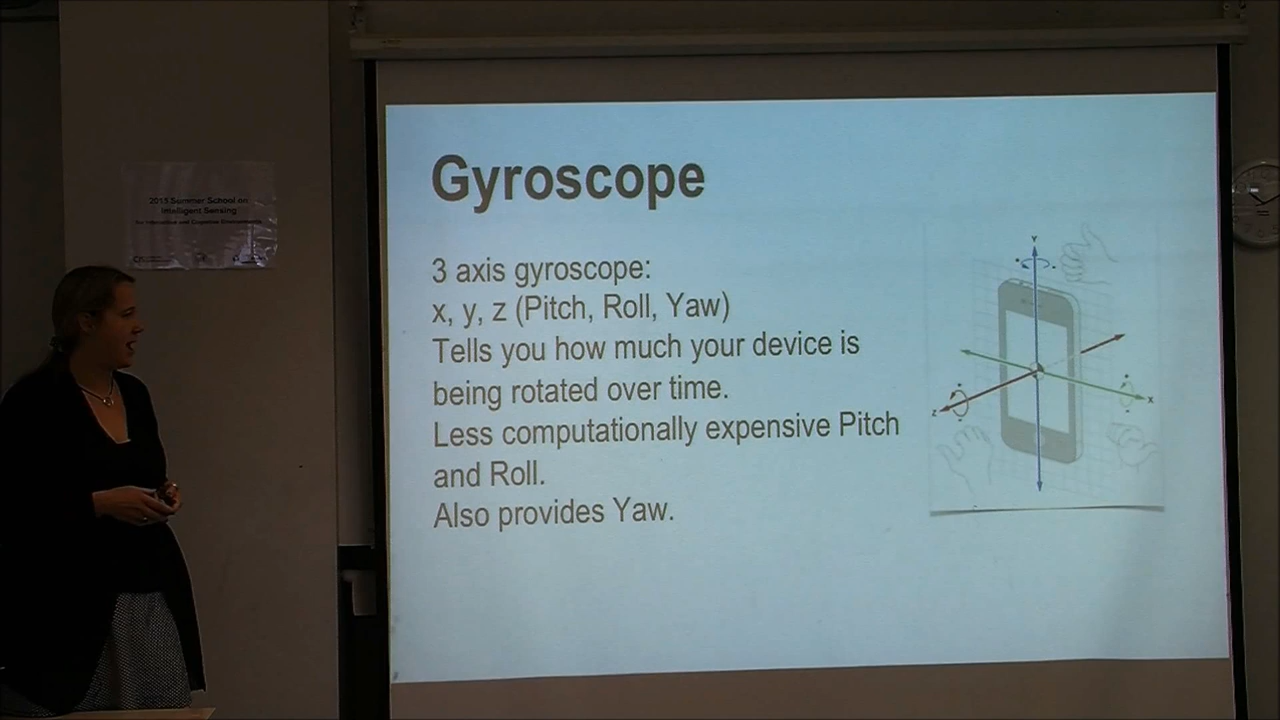 2013 Summer School on
Intelligent Sensing
Gyroscope
3 axis gyroscope:
x, y, z (Pitch, Roll, Yaw)
Tells you how much your device is
being rotated over time.
Less computationally expensive Pitch
and Roll.
Also provides Yaw.
Y
X
Z